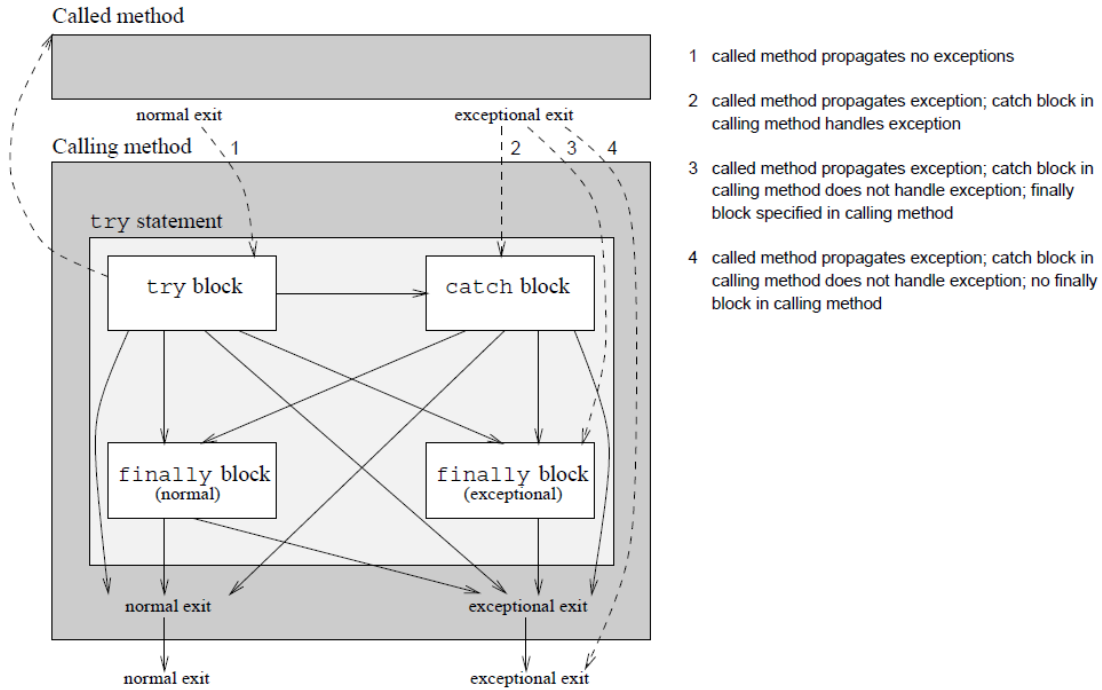 Called method
normal exit
exceptional exit
Calling method
1
2
3
4
try statement
try block
catch block
finally block
(normal)
finally block
(exceptional)
normal exit
exceptional exit
normal exit
exceptional exit
1 called method propagates no exceptions
2 called method propagates exception; catch block in
calling method handles exception
3 called method propagates exception; catch block in
calling method does not handle exception; finally
block specified in calling method
4 called method propagates exception; catch block in
calling method does not handle exception; no finally
block in calling method